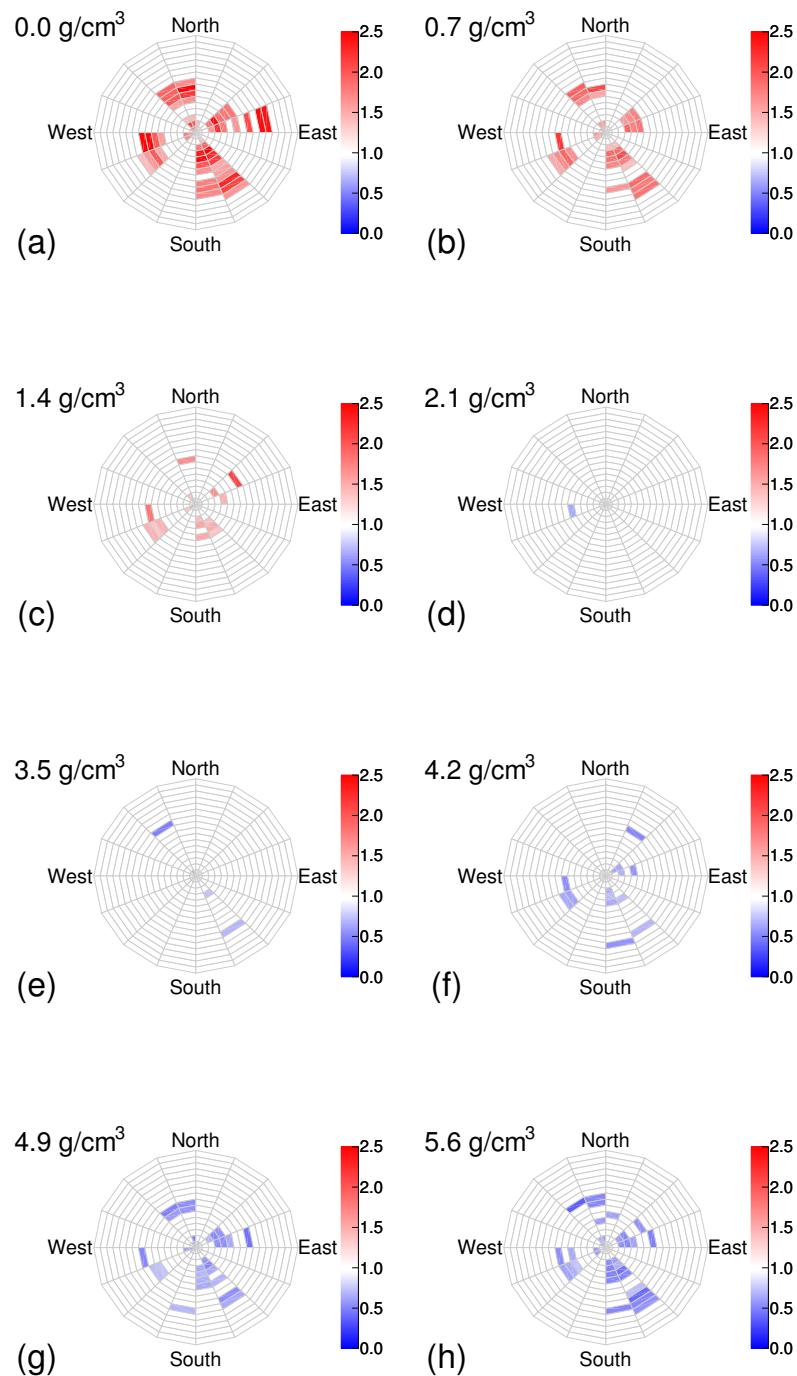 0.0 g/cm³ North 2.5
2.0
West East 1.5
1.0
0.5
(a) South 0.0
0.7 g/cm³ North 2.5
2.0
West East 1.5
1.0
0.5
(b) South 0.0
1.4 g/cm³ North 2.5
2.0
West East 1.5
1.0
0.5
(c) South 0.0
2.1 g/cm³ North 2.5
2.0
West East 1.5
1.0
0.5
(d) South 0.0
3.5 g/cm³ North 2.5
2.0
West East 1.5
1.0
0.5
(e) South 0.0
4.2 g/cm³ North 2.5
2.0
West East 1.5
1.0
0.5
(f) South 0.0
4.9 g/cm³ North 2.5
2.0
West East 1.5
1.0
0.5
(g) South 0.0
5.6 g/cm³ North 2.5
2.0
West East 1.5
1.0
0.5
(h) South 0.0